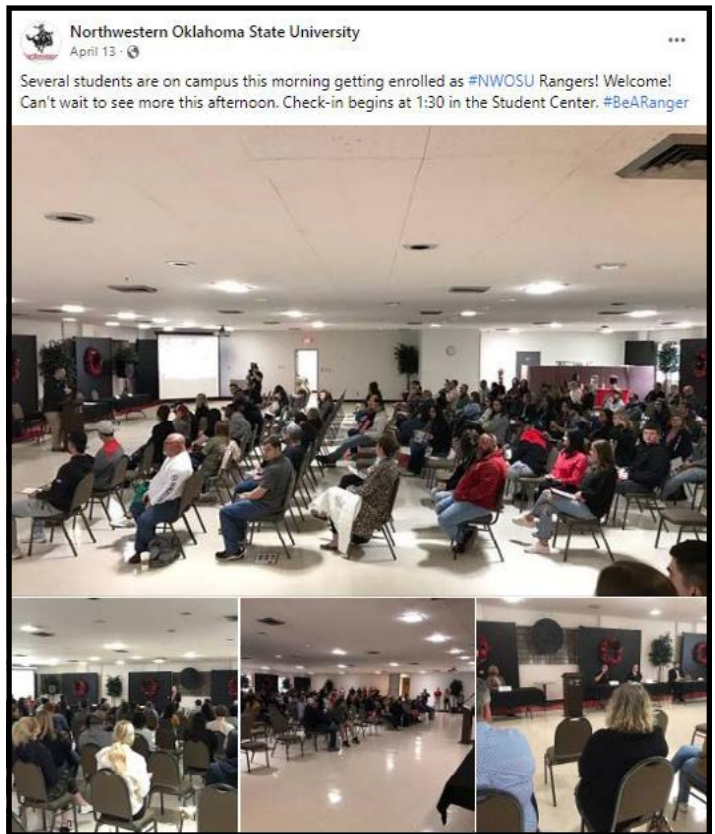 Northwestern Oklahoma State University
April 13 ·
Several students are on campus this morning getting enrolled as #NWOSU Rangers! Welcome!
Can't wait to see more this afternoon. Check-in begins at 1:30 in the Student Center. #BeARanger